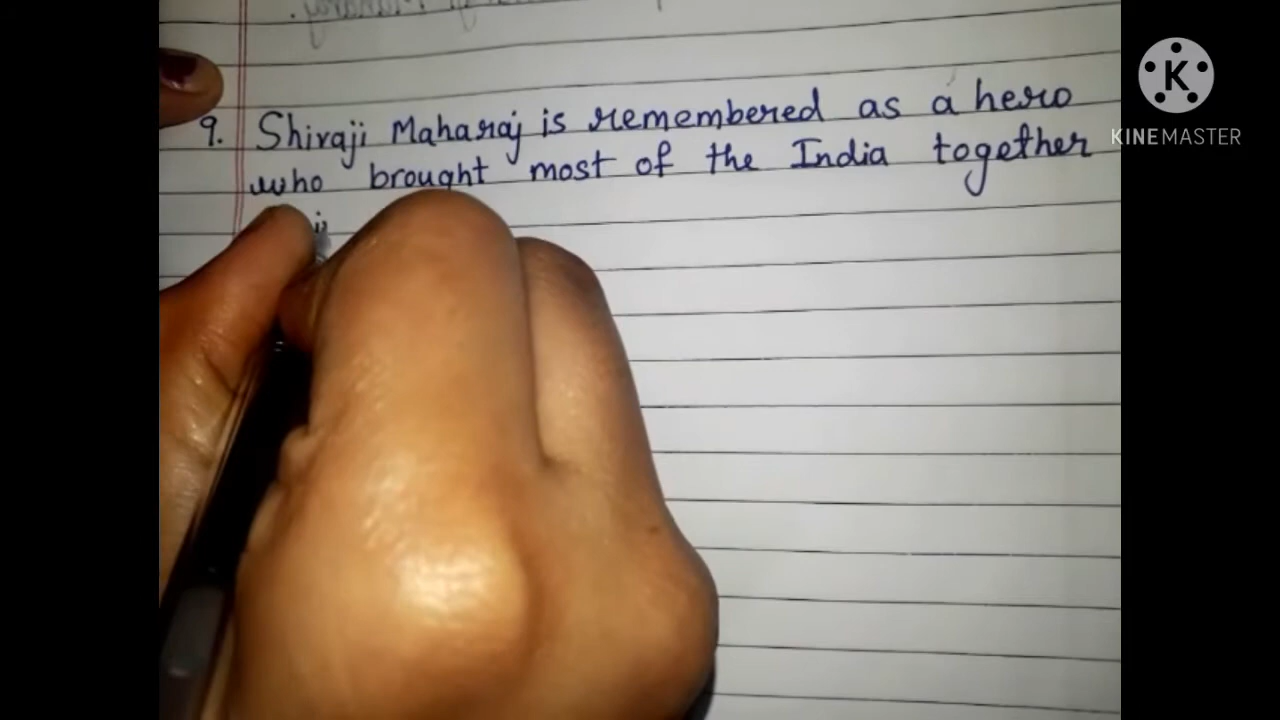 9. Shivaji Maharaj is remembered as a hero
who brought most of the India together
K
KINEMASTER